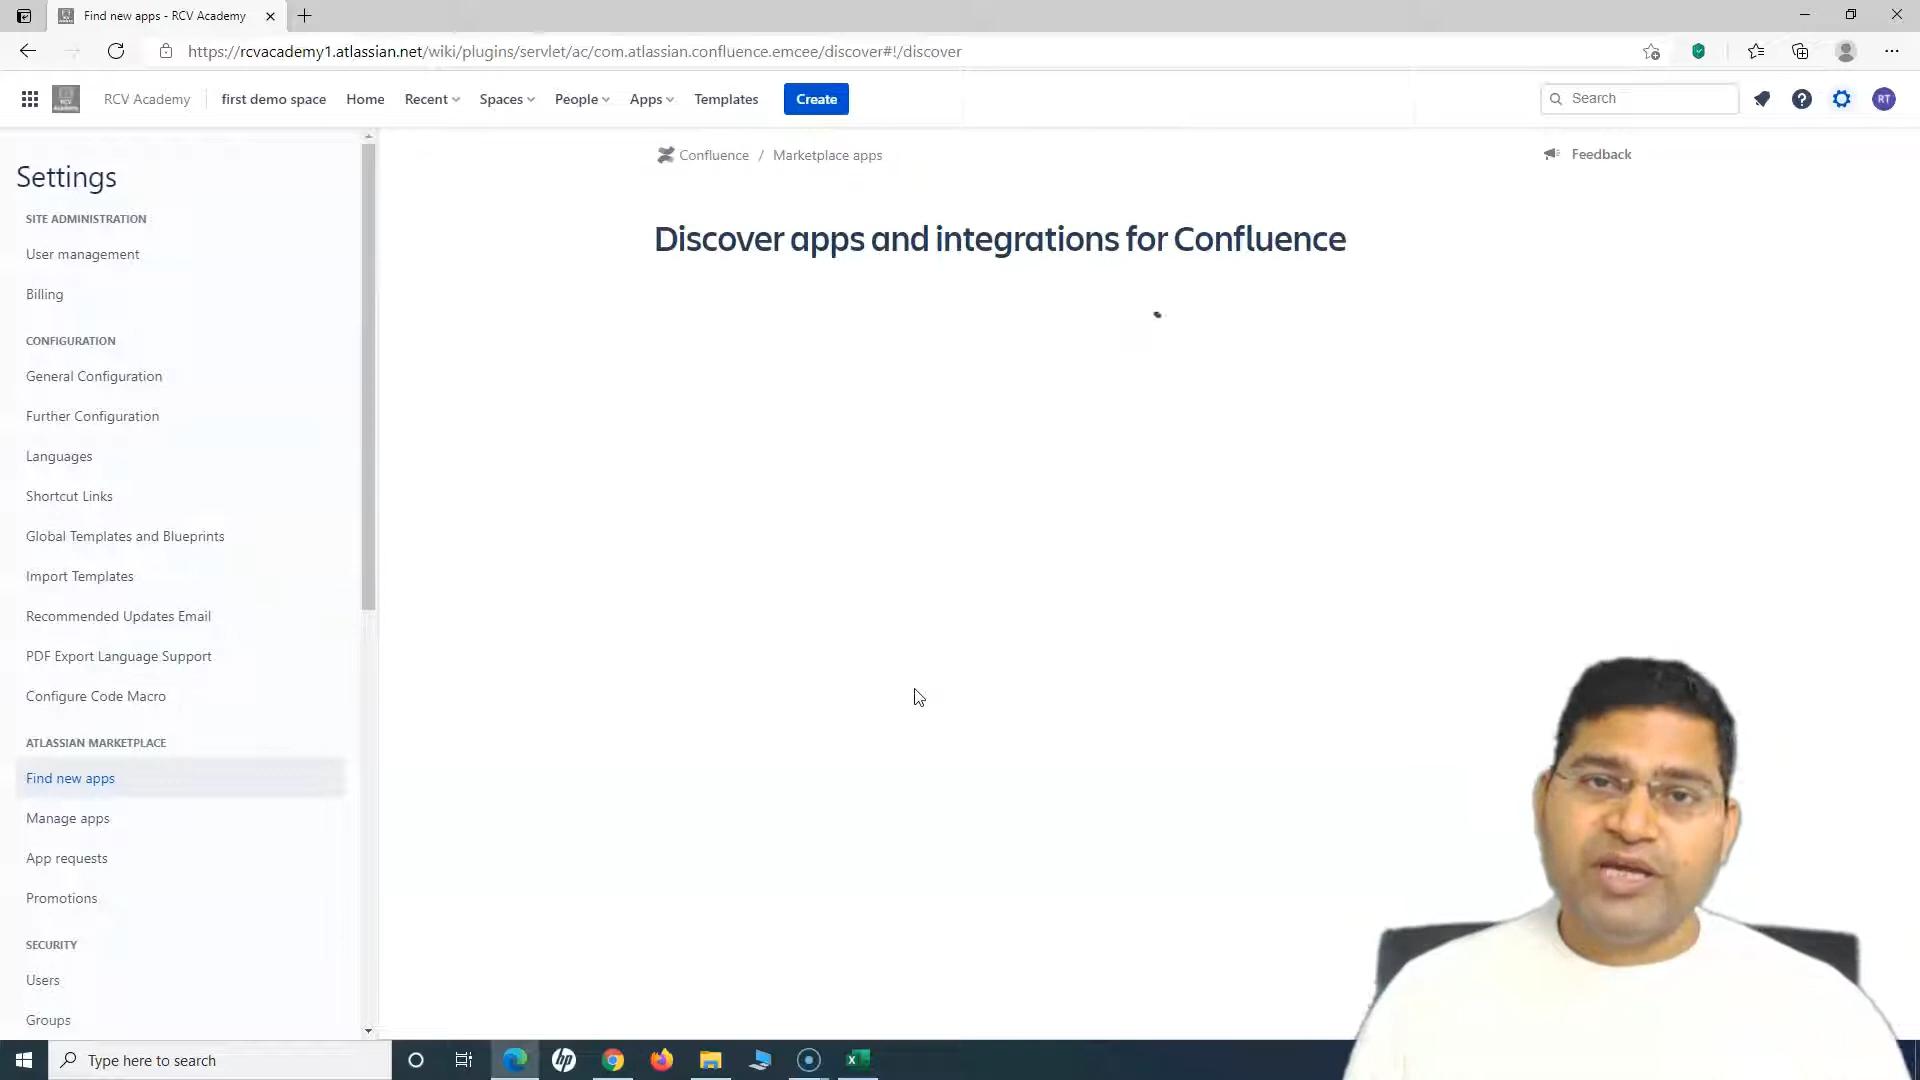 Find new apps - RCV Academy
https://rcvacademy1.atlassian.net/wiki/plugins/servlet/ac/com.atlassian.confluence.emcee/discover#!/discover
RCV Academy first demo space Home Recent Spaces People Apps Templates Create Search RT
Confluence / Marketplace apps Feedback
Discover apps and integrations for Confluence
Settings
SITE ADMINISTRATION
User management
Billing
CONFIGURATION
General Configuration
Further Configuration
Languages
Shortcut Links
Global Templates and Blueprints
Import Templates
Recommended Updates Email
PDF Export Language Support
Configure Code Macro
ATLASSIAN MARKETPLACE
Find new apps
Manage apps
App requests
Promotions
SECURITY
Users
Groups
Type here to search